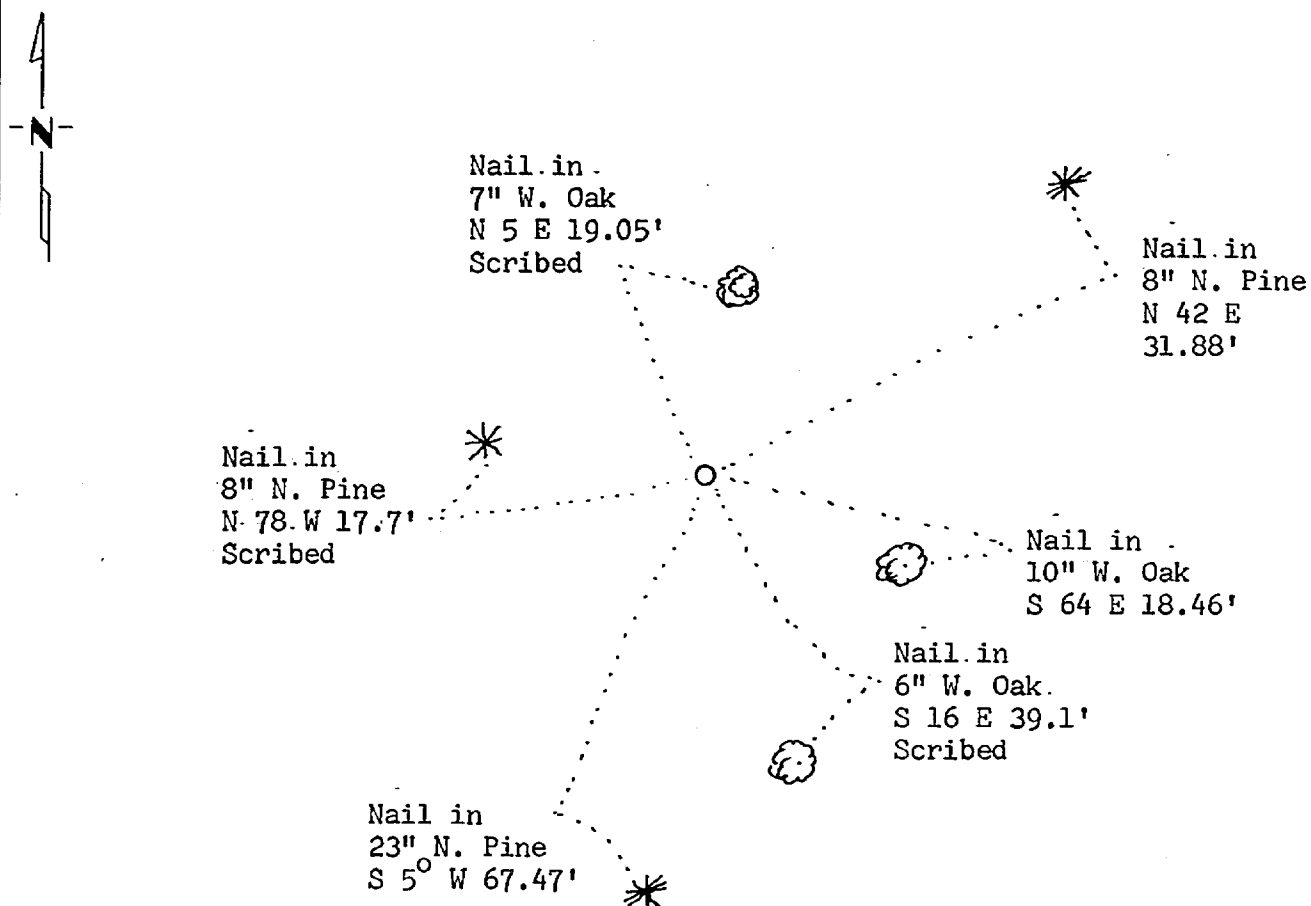 N
Nail in
7" W. Oak
N 5 E 19.05'
Scribed
Nail in
8" N. Pine
N 42 E
31.88'
Nail in
8" N. Pine
N 78 W 17.7'
Scribed
Nail in
10" W. Oak
S 64 E 18.46'
Nail in
6" W. Oak.
S 16 E 39.1'
Scribed
Nail in
23" N. Pine
S 5° W 67.47'